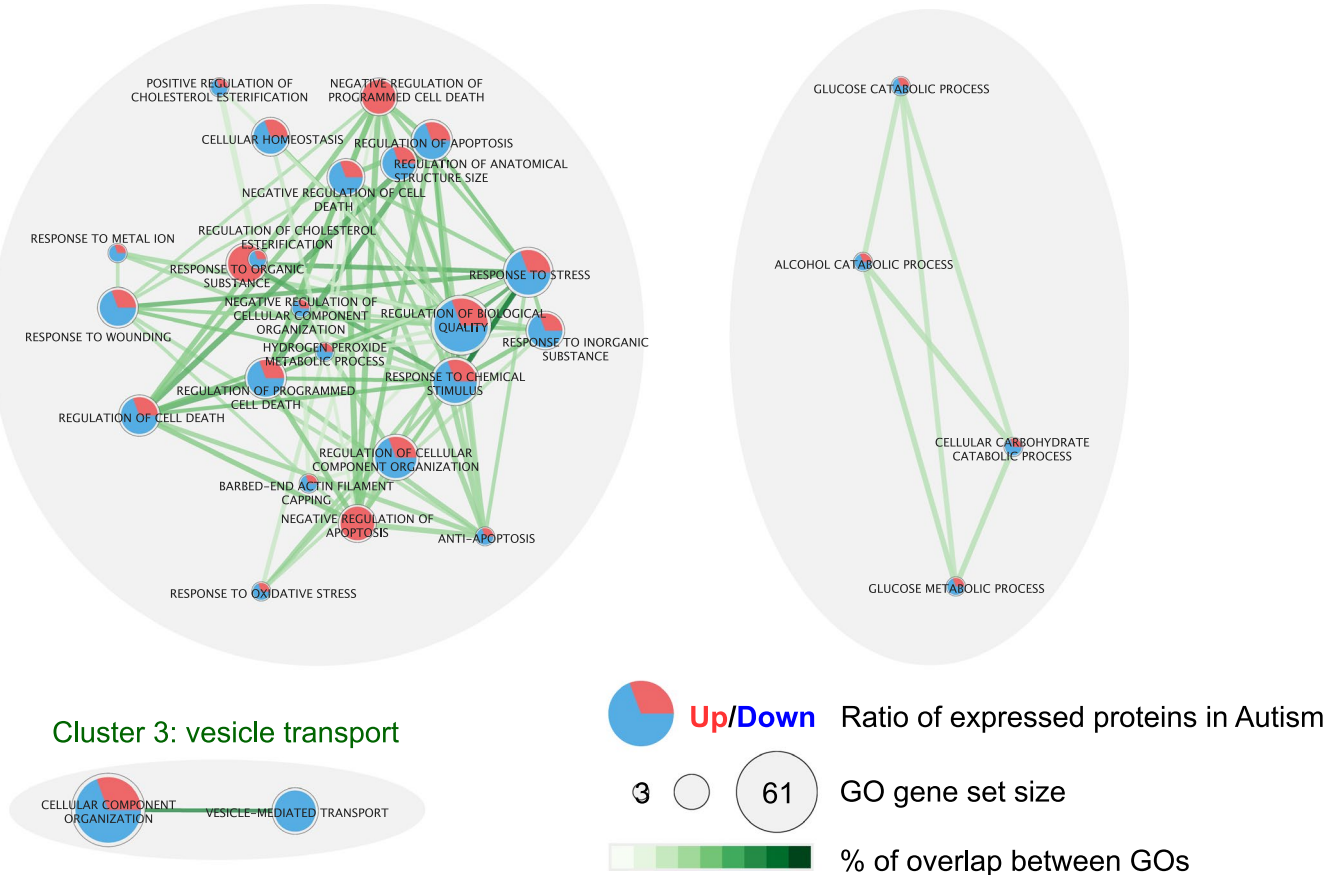 POSITIVE REGULATION OF
CHOLESTEROL ESTERIFICATION
NEGATIVE REGULATION OF
PROGRAMMED CELL DEATH
CELLULAR HOMEOSTASIS
REGULATION OF APOPTOSIS
REGULATION OF ANATOMICAL
STRUCTURE SIZE
NEGATIVE REGULATION OF CELL
DEATH
RESPONSE TO METAL ION
REGULATION OF CHOLESTEROL
ESTERIFICATION
RESPONSE TO ORGANIC
SUBSTANCE
RESPONSE TO STRESS
NEGATIVE REGULATION OF
CELLULAR COMPONENT
ORGANIZATION
REGULATION OF BIOLOGICAL
QUALITY
RESPONSE TO WOUNDING
RESPONSE TO INORGANIC
SUBSTANCE
HYDROGEN PEROXIDE
METABOLIC PROCESS
REGULATION OF PROGRAMMED
CELL DEATH
RESPONSE TO CHEMICAL
STIMULUS
REGULATION OF CELL DEATH
REGULATION OF CELLULAR
COMPONENT ORGANIZATION
BARBED-END ACTIN FILAMENT
CAPPING
NEGATIVE REGULATION OF
APOPTOSIS
ANTI-APOPTOSIS
RESPONSE TO OXIDATIVE STRESS
GLUCOSE CATABOLIC PROCESS
ALCOHOL CATABOLIC PROCESS
CELLULAR CARBOHYDRATE
CATABOLIC PROCESS
GLUCOSE METABOLIC PROCESS
Cluster 3: vesicle transport
CELLULAR COMPONENT
ORGANIZATION
VESICLE-MEDIATED TRANSPORT
Up/Down Ratio of expressed proteins in Autism
3 61 GO gene set size
% of overlap between GOs